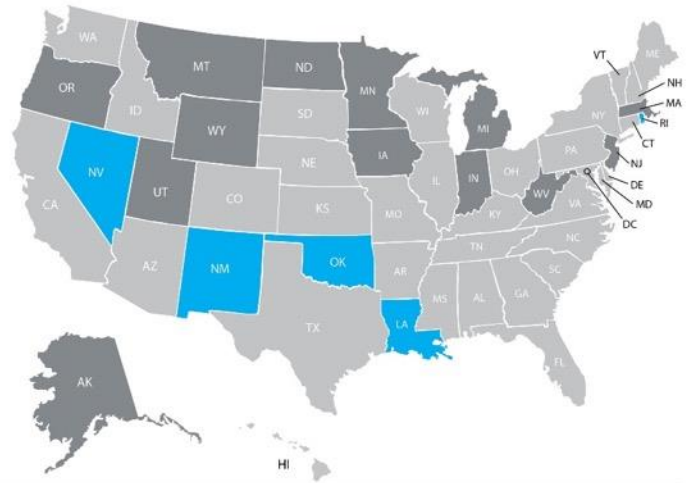 WA
MT
ND
MN
VT
ME
NH
OR
ID
SD
WI
NY
MA
RI
WY
MI
CT
NV
NE
IA
PA
NJ
UT
IL
IN
OH
DE
CA
CO
KS
MO
WV
VA
MD
KY
DC
AZ
NM
OK
AR
TN
NC
SC
TX
LA
MS
AL
GA
FL
AK
HI